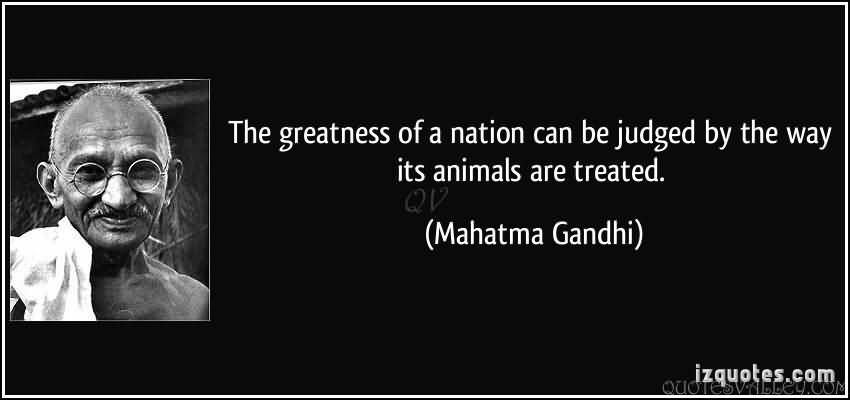 The greatness of a nation can be judged by the way
its animals are treated.
QV
(Mahatma Gandhi)
izquotes.com
QUOTESVALLEY.COM